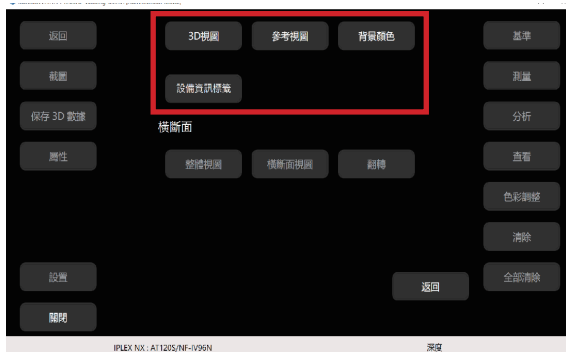 返回
3D視圖
參考視圖
背景顏色
基準
截圖
設備資訊標籤
測量
保存 3D 數據
橫斷面
分析
屬性
整體視圖
橫斷面視圖
翻轉
查看
色彩調整
清除
設置
返回
全部清除
關閉
IPLEX NX : AT120S/NF-IV96N
深度